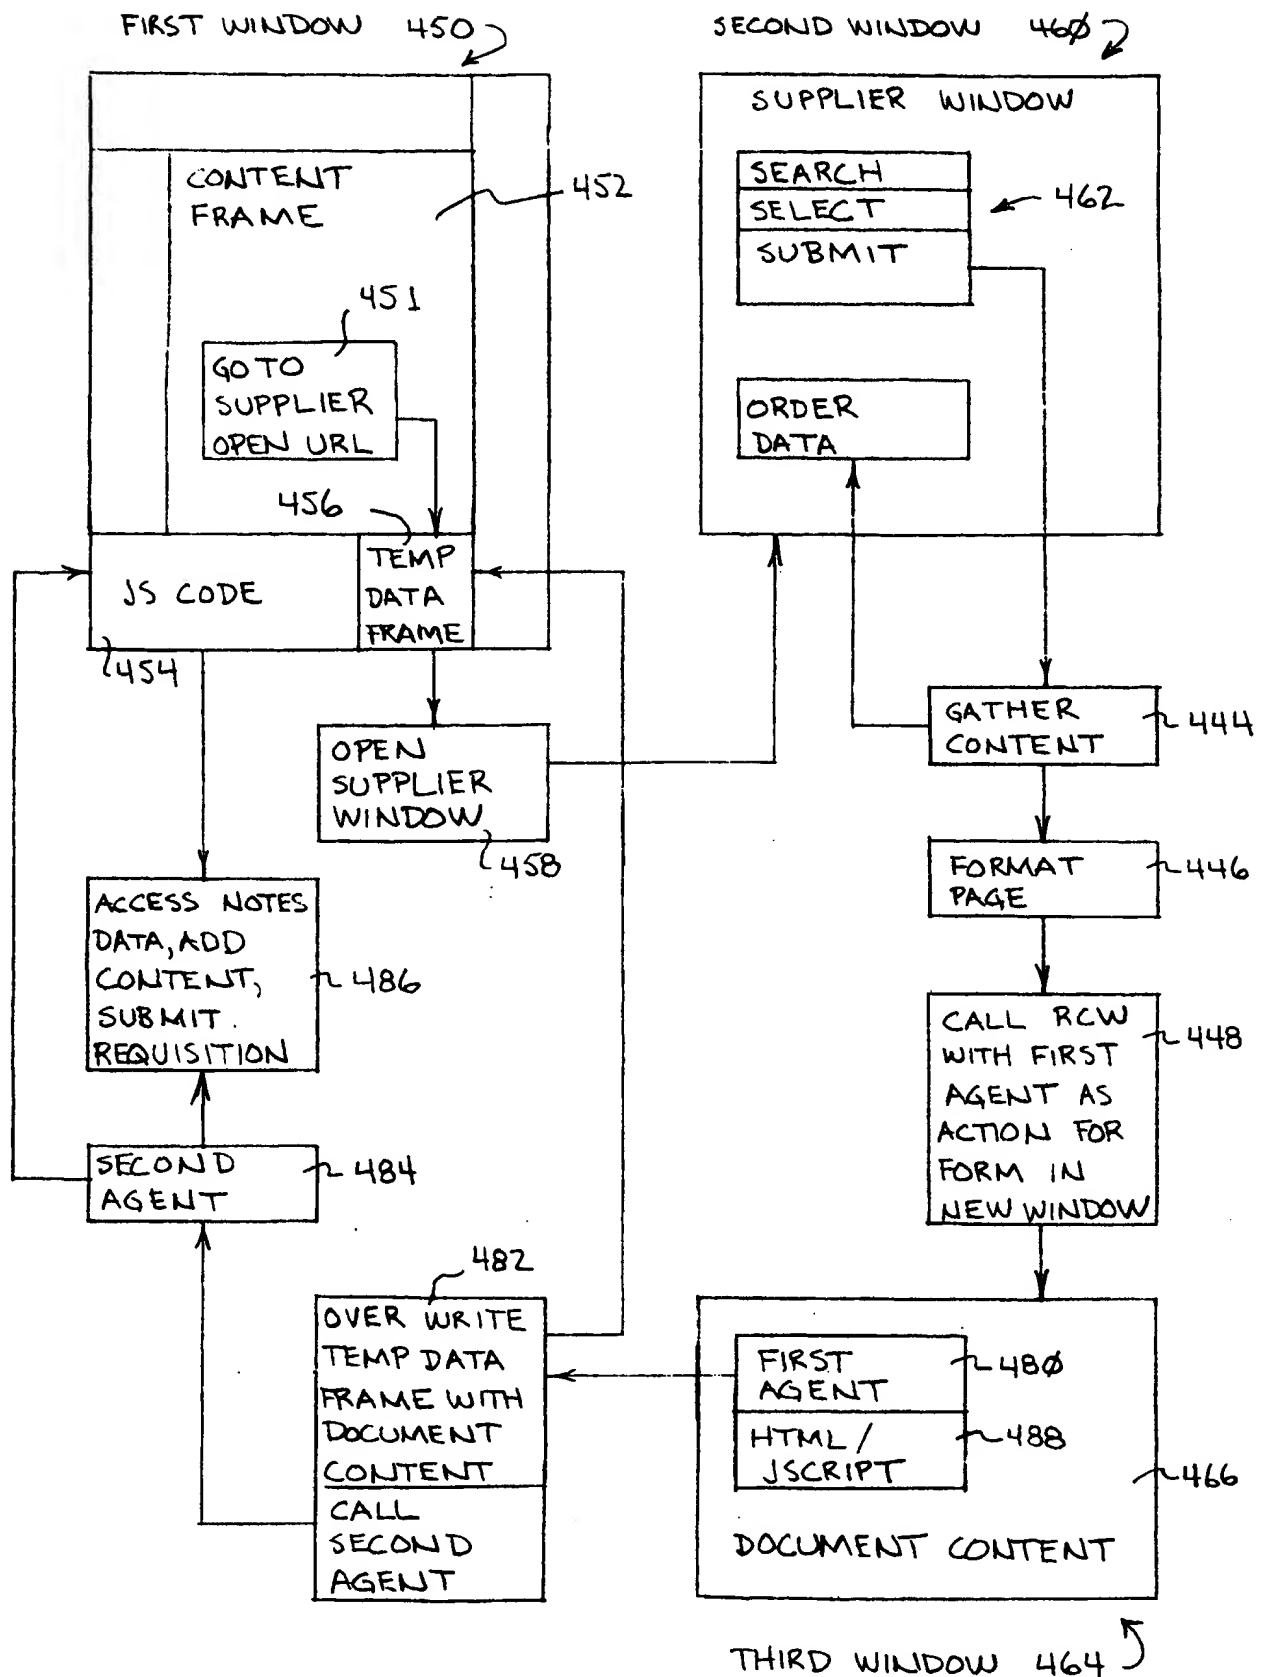 FIRST WINDOW 450
SECOND WINDOW 460
CONTENT
FRAME
452
451
GO TO
SUPPLIER
OPEN URL
456
JS CODE
TEMP
DATA
FRAME
454
OPEN
SUPPLIER
WINDOW
458
ACCESS NOTES
DATA, ADD
CONTENT,
SUBMIT
REQUISITION
486
SECOND
AGENT
484
482
OVER WRITE
TEMP DATA
FRAME WITH
DOCUMENT
CONTENT
CALL
SECOND
AGENT
SUPPLIER WINDOW
SEARCH
SELECT
SUBMIT
462
ORDER
DATA
GATHER
CONTENT
444
FORMAT
PAGE
446
CALL RCW
WITH FIRST
AGENT AS
ACTION FOR
FORM IN
NEW WINDOW
448
FIRST
AGENT
480
HTML/
JSCRIPT
488
466
DOCUMENT CONTENT
THIRD WINDOW 464